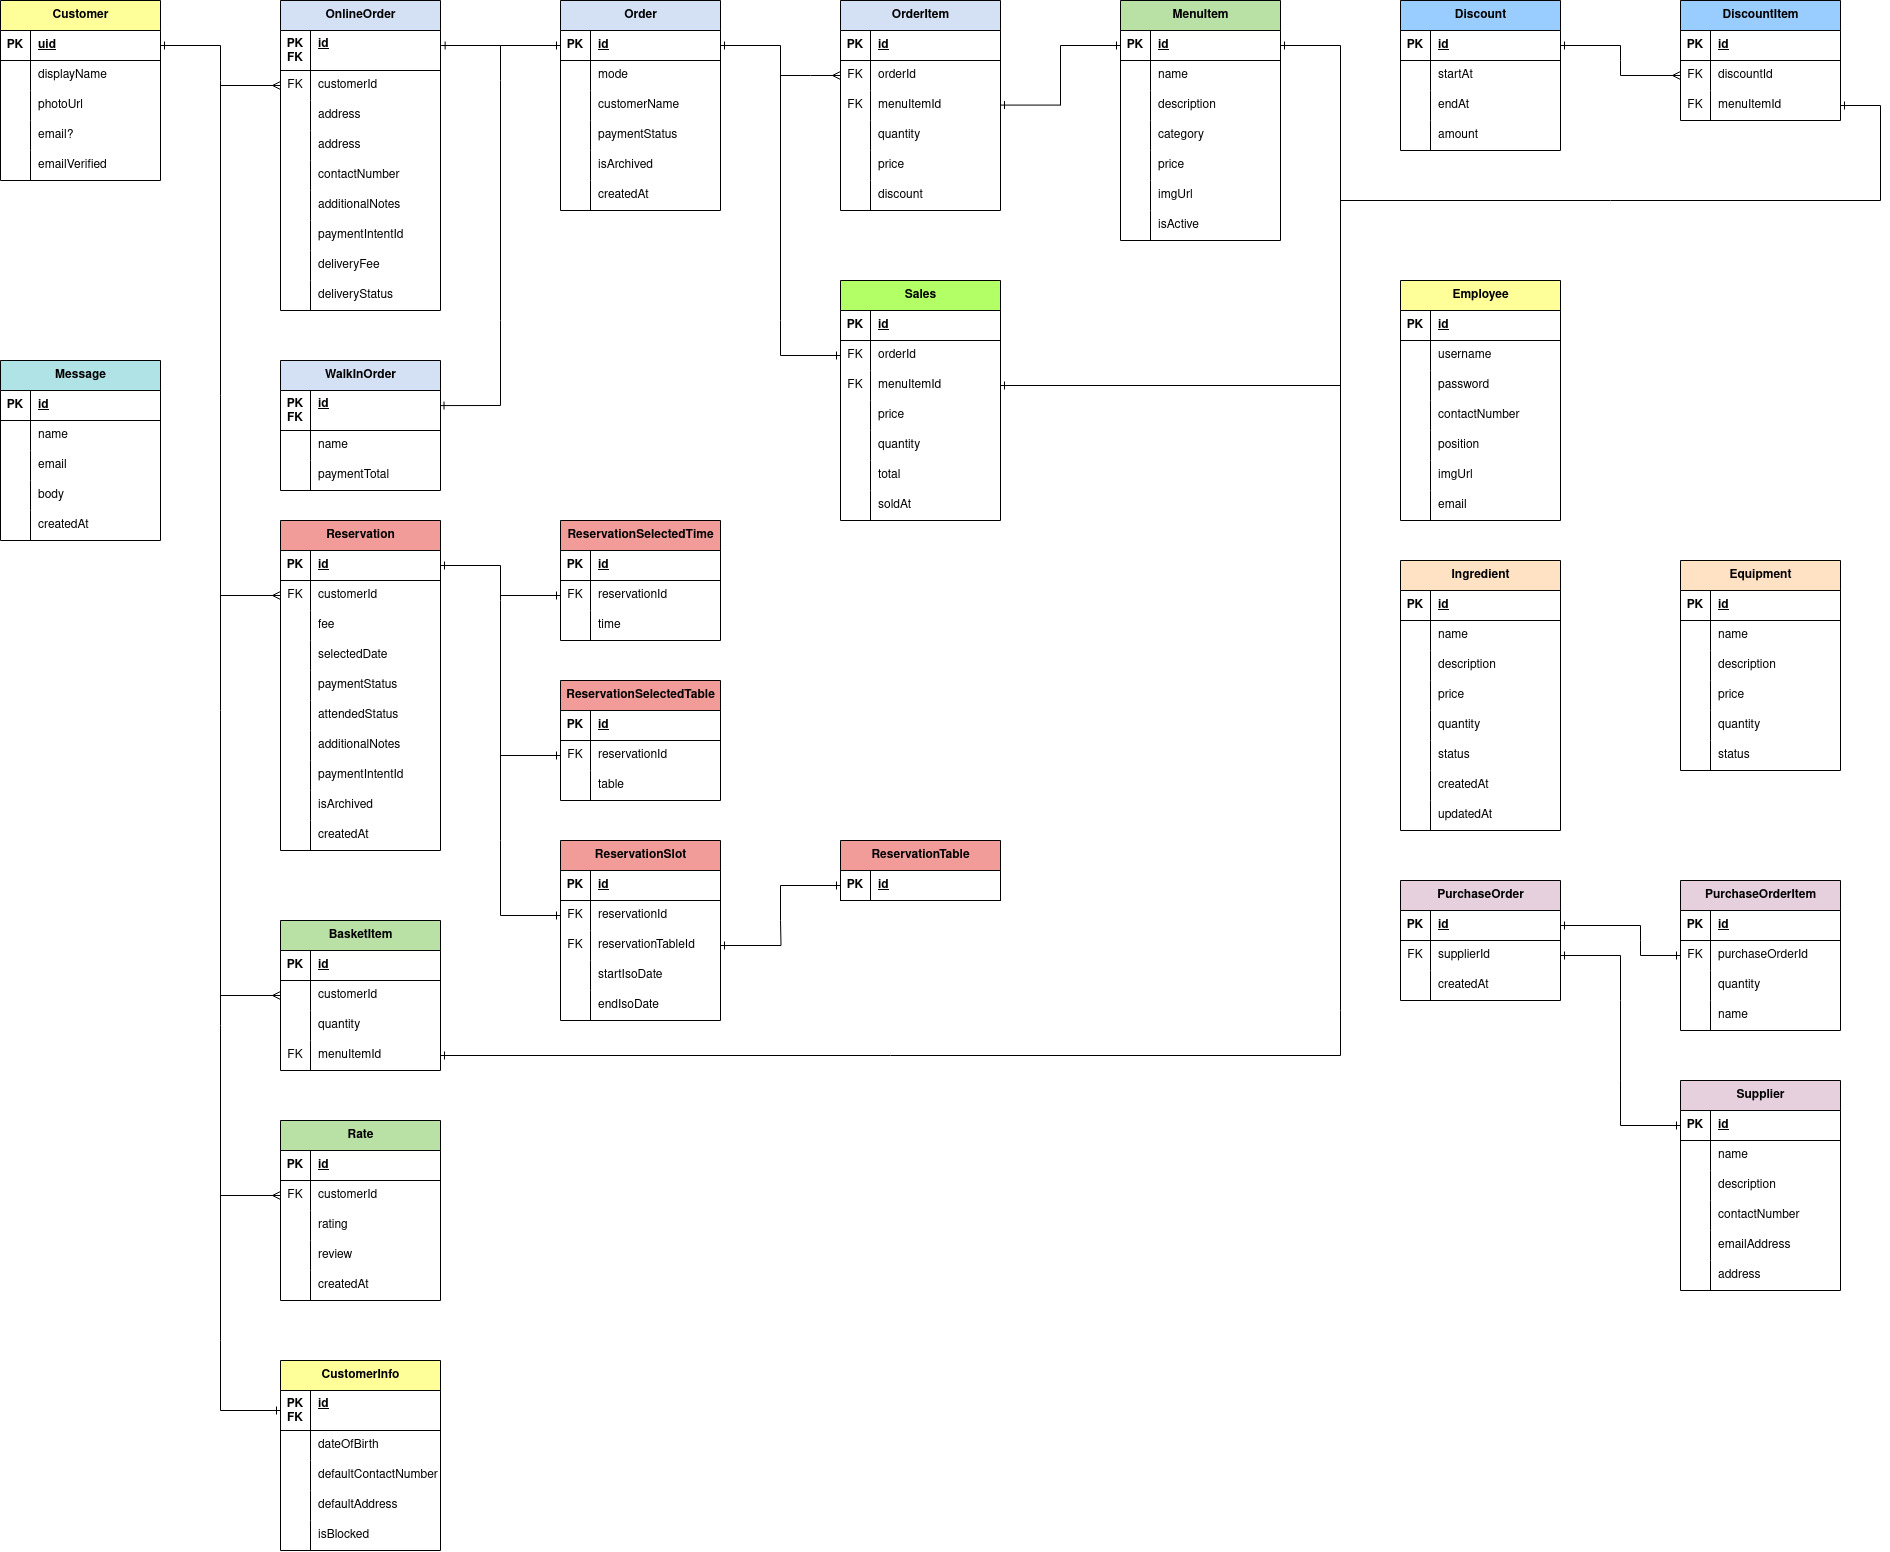 Customer
PK uid
displayName
photoUrl
email?
emailVerified
OnlineOrder
PK id
FK
FK customerId
address
address
contactNumber
additionalNotes
paymentIntentId
deliveryFee
deliveryStatus
Order
PK id
mode
customerName
paymentStatus
isArchived
createdAt
OrderItem
PK id
FK orderId
FK menuItemId
quantity
price
discount
MenuItem
PK id
name
description
category
price
imgUrl
isActive
Discount
PK id
startAt
endAt
amount
DiscountItem
PK id
FK discountId
FK menuItemId
Sales
PK id
FK orderId
FK menuItemId
price
quantity
total
soldAt
Employee
PK id
username
password
contactNumber
position
imgUrl
email
Message
PK id
name
email
body
createdAt
WalkInOrder
PK id
FK
name
paymentTotal
Reservation
PK id
FK customerId
fee
selectedDate
paymentStatus
attendedStatus
additionalNotes
paymentIntentId
isArchived
createdAt
ReservationSelectedTime
PK id
FK reservationId
time
ReservationSelectedTable
PK id
FK reservationId
table
ReservationSlot
PK id
FK reservationId
FK reservationTableId
startIsoDate
endIsoDate
ReservationTable
PK id
Ingredient
PK id
name
description
price
quantity
status
createdAt
updatedAt
Equipment
PK id
name
description
price
quantity
status
PurchaseOrder
PK id
FK supplierId
createdAt
PurchaseOrderItem
PK id
FK purchaseOrderId
quantity
name
BasketItem
PK id
customerId
quantity
FK menuItemId
Supplier
PK id
name
description
contactNumber
emailAddress
address
Rate
PK id
FK customerId
rating
review
createdAt
CustomerInfo
PK id
FK
dateOfBirth
defaultContactNumber
defaultAddress
isBlocked